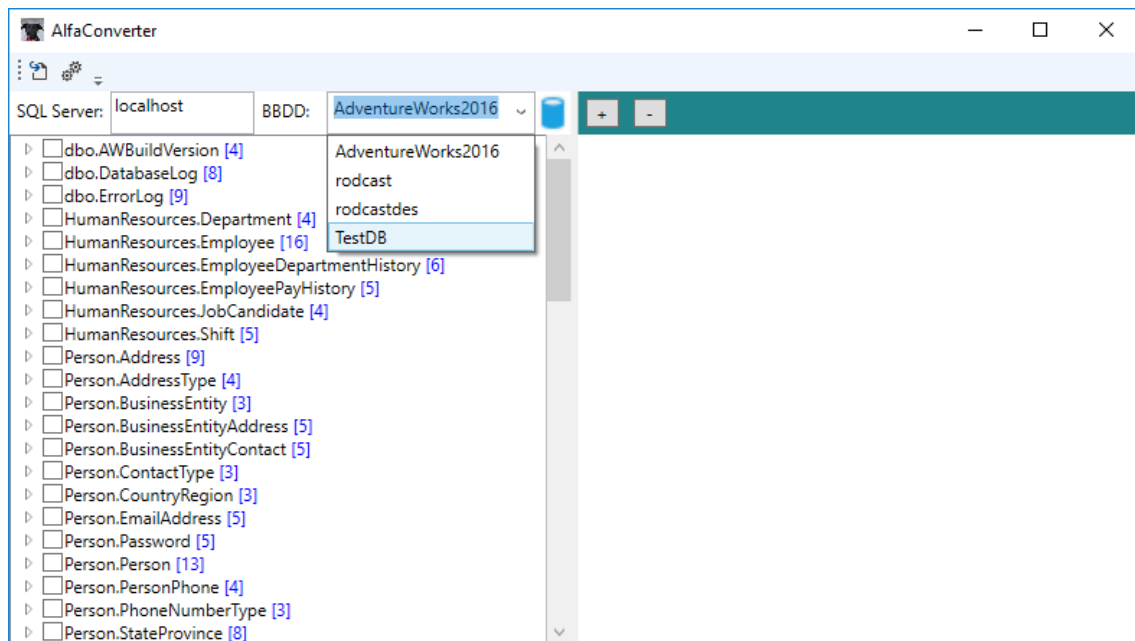 AlfaConverter
SQL Server: localhost BBDD: AdventureWorks2016
+ -
AdventureWorks2016
rodcast
rodcastdes
TestDB
dbo.AWBuildVersion [4]
dbo.DatabaseLog [8]
dbo.ErrorLog [9]
HumanResources.Department [4]
HumanResources.Employee [16]
HumanResources.EmployeeDepartmentHistory [6]
HumanResources.EmployeePayHistory [5]
HumanResources.JobCandidate [4]
HumanResources.Shift [5]
Person.Address [9]
Person.AddressType [4]
Person.BusinessEntity [3]
Person.BusinessEntityAddress [5]
Person.BusinessEntityContact [5]
Person.ContactType [3]
Person.CountryRegion [3]
Person.EmailAddress [5]
Person.Password [5]
Person.Person [13]
Person.PersonPhone [4]
Person.PhoneNumberType [3]
Person.StateProvince [8]